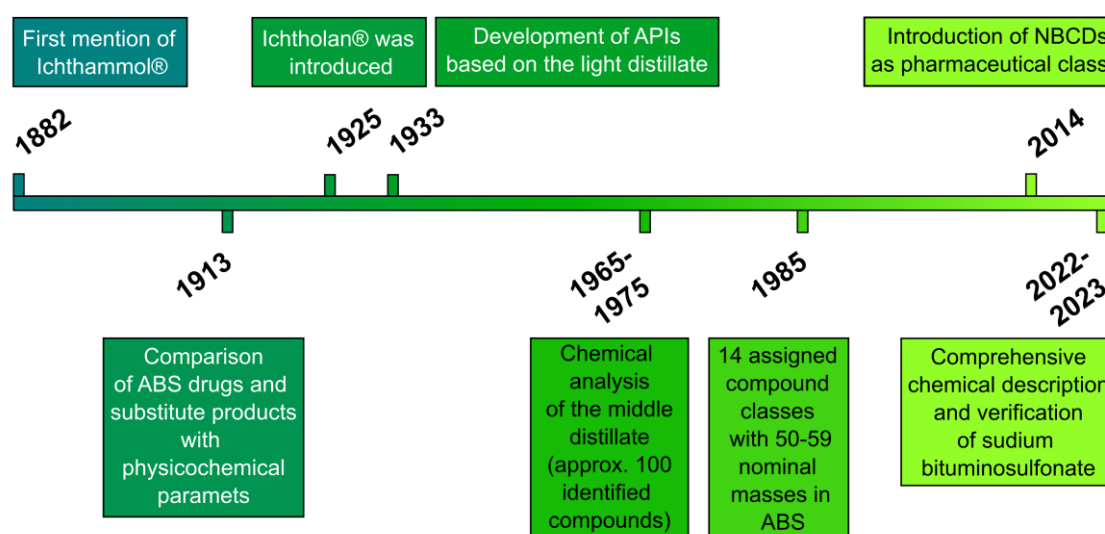 First mention of
Ichthammol®
Ichtholan® was
introduced
Development of APIs
based on the light distillate
Introduction of NBCDs
as pharmaceutical class
1882
1925
1933
2014
1913
1965-
1975
1985
2022-
2023
Comparison
of ABS drugs and
substitute products
with
physicochemical
paramets
Chemical
analysis
of the middle
distillate
(approx. 100
identified
compounds)
14 assigned
compound
classes
with 50-59
nominal
masses in
ABS
Comprehensive
chemical description
and verification
of sudium
bituminosulfonate